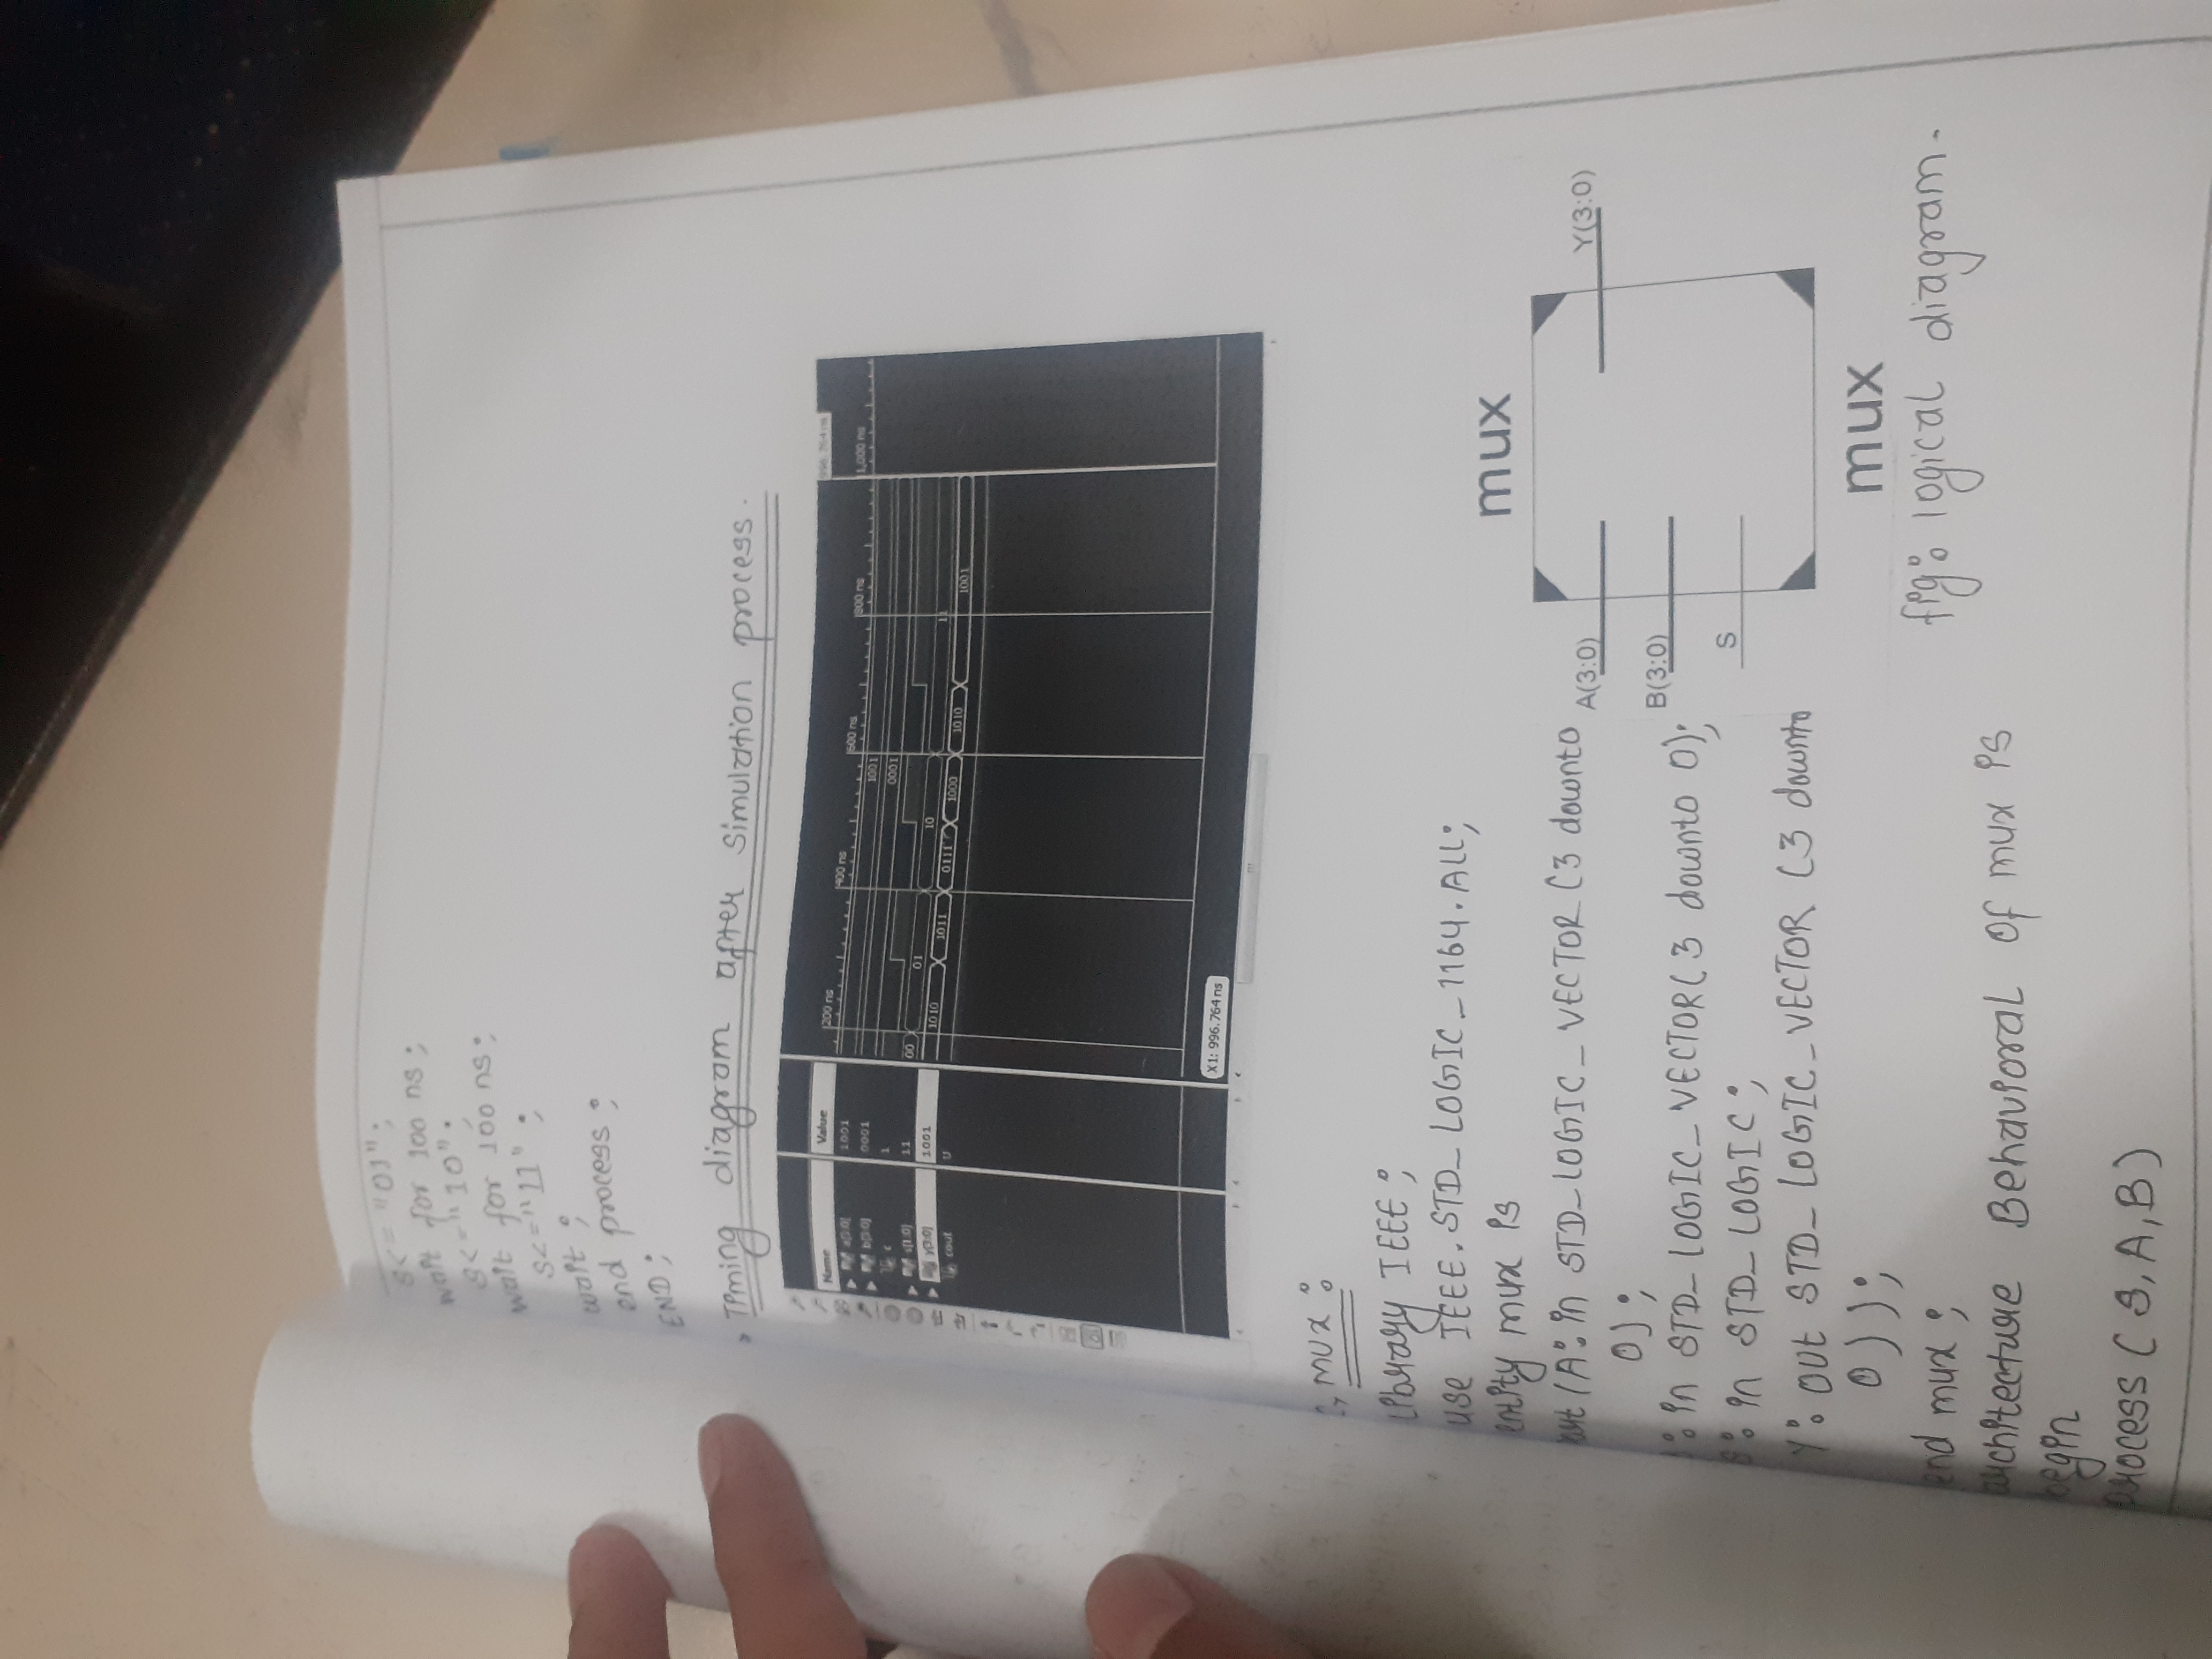 s<= "01";
wait for 100 ns;
s<="10";
wait for 100 ns;
s<="11";
wait;
end process;
END;
Timing diagram after simulation process.
Name Value 200 ns 400 ns 600 ns 800 ns 1,000 ns 996.764 ns
a[3:0] 1001 1001
b[3:0] 0001 0001
c 1
s[1:0] 11 00 01 10 11
y[3:0] 1001 1010 1011 0111 1000 1010 1001
cout U
X1: 996.764 ns
mux:
library IEEE;
use IEEE.STD_LOGIC_1164.ALL;
entity mux is
(A: in STD_LOGIC_VECTOR (3 downto
0);
: in STD_LOGIC_VECTOR(3 downto 0);
: in STD_LOGIC;
Y: out STD_LOGIC_VECTOR (3 downto
0));
end mux;
architecture Behavioral of mux is
begin
process (S,A,B)
mux
A(3:0) Y(3:0)
B(3:0)
S
mux
fig: logical diagram.